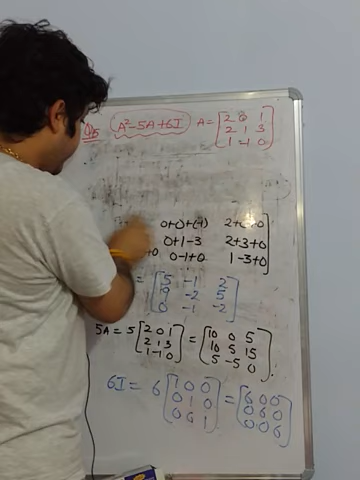 Q5 A²-5A+6I A = [2 0 1
2 1 3
1 -1 0]
0+0+(-1) 2+0+0
0+1-3 2+3+0
+0 0-1+0 1-3+0
= [5 -1 2
9 -2 5
0 -1 -2]
5A = 5 [2 0 1 = [10 0 5
2 1 3 10 5 15
1 -1 0] 5 -5 0]
6I = 6 [1 0 0 = [6 0 0
0 1 0 0 6 0
0 0 1] 0 0 6]